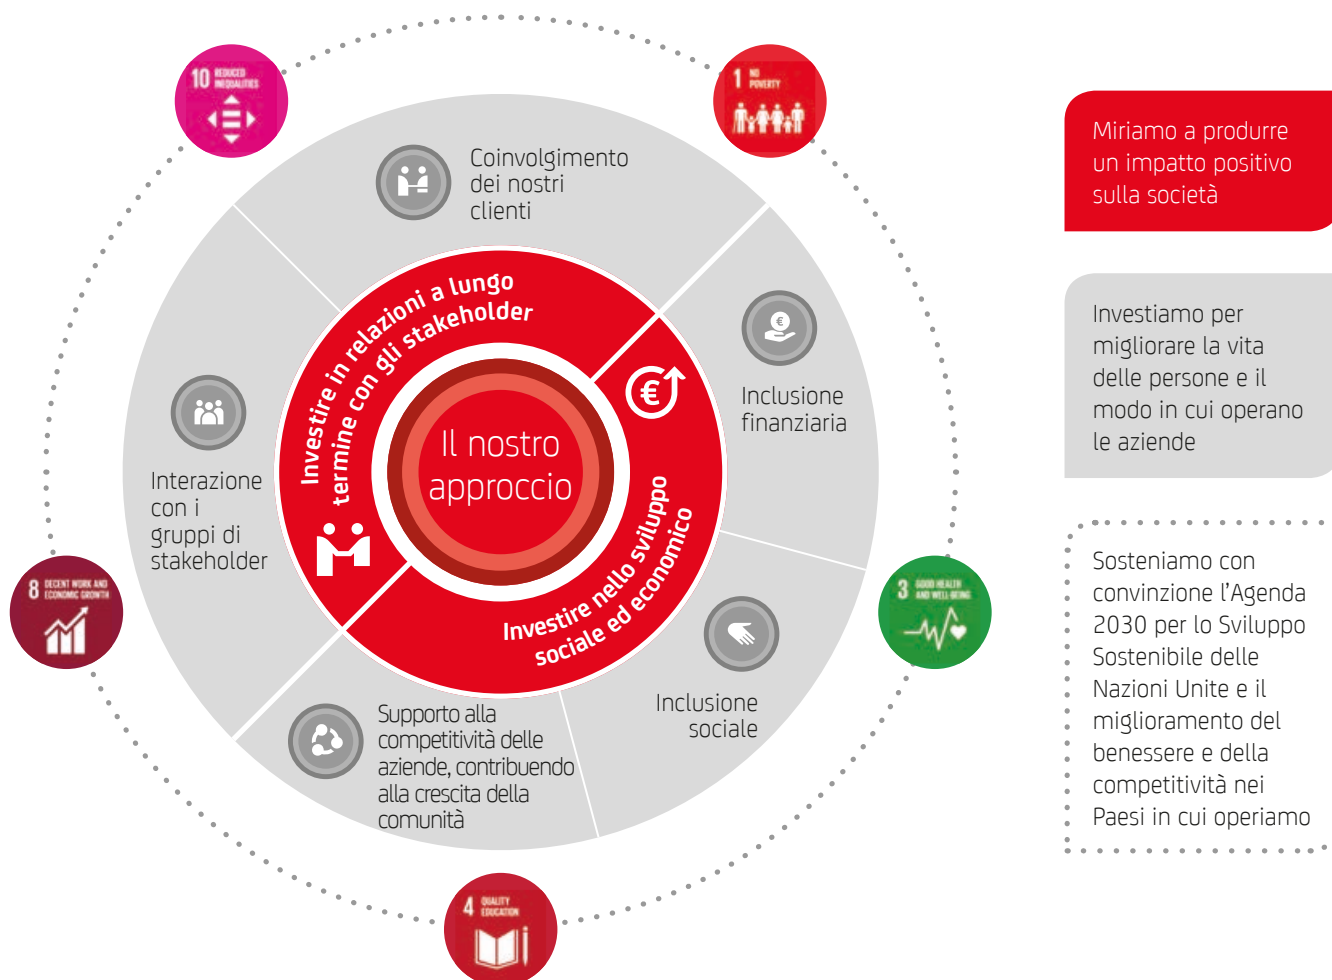 10 REDUCED
INEQUALITIES
1 NO
POVERTY
Coinvolgimento
dei nostri
clienti
Investire in relazioni a lungo
termine con gli stakeholder
Inclusione
finanziaria
Il nostro
approccio
Interazione
con i
gruppi di
stakeholder
Investire nello sviluppo
sociale ed economico
8 DECENT WORK AND
ECONOMIC GROWTH
3 GOOD HEALTH
AND WELL-BEING
Inclusione
sociale
Supporto alla
competitività delle
aziende, contribuendo
alla crescita della
comunità
4 QUALITY
EDUCATION
Miriamo a produrre
un impatto positivo
sulla società
Investiamo per
migliorare la vita
delle persone e il
modo in cui operano
le aziende
Sosteniamo con
convinzione l’Agenda
2030 per lo Sviluppo
Sostenibile delle
Nazioni Unite e il
miglioramento del
benessere e della
competitività nei
Paesi in cui operiamo